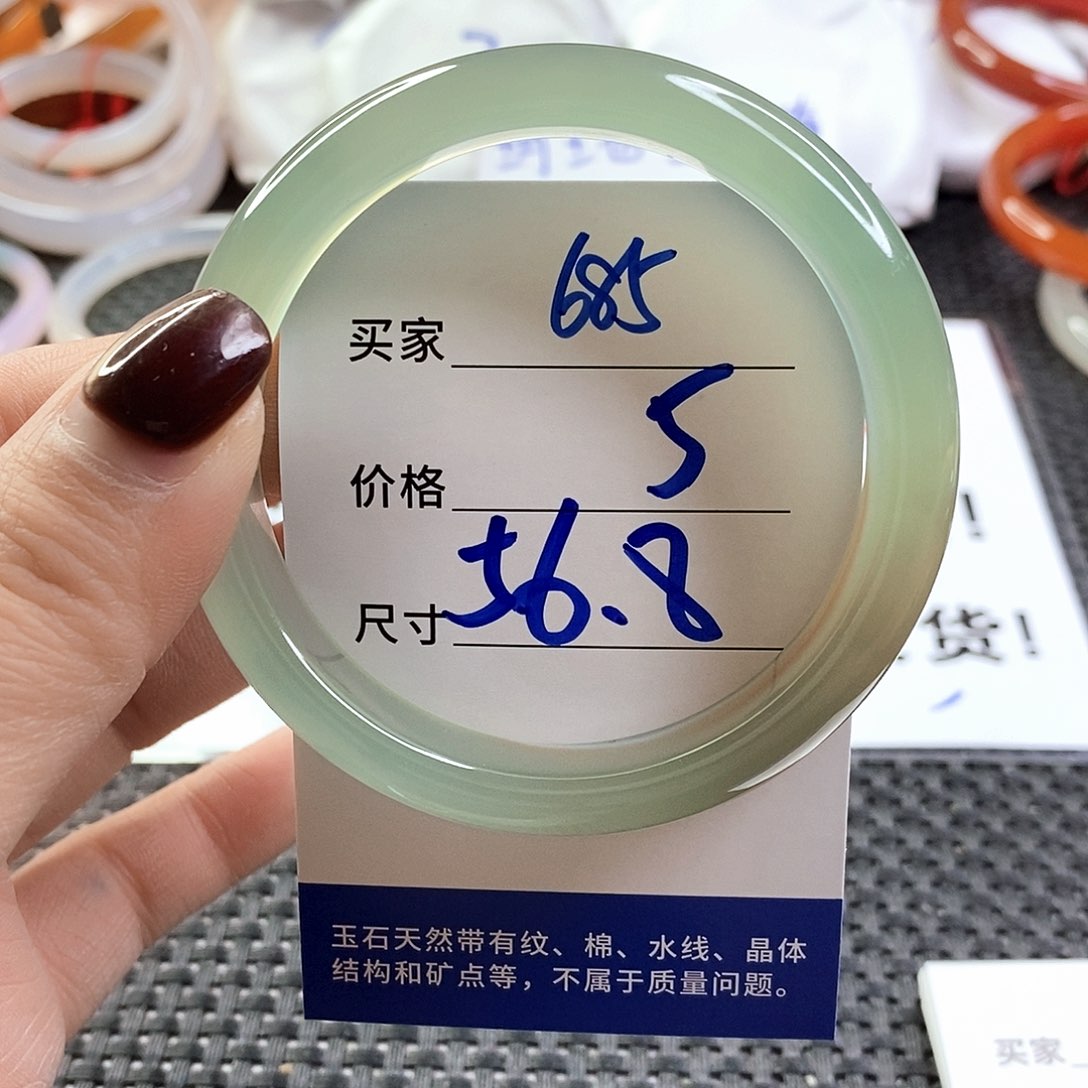 买家 685
价格 5
尺寸 56.8
玉石天然带有纹、棉、水线、晶体
结构和矿点等，不属于质量问题。
！
货！
买家